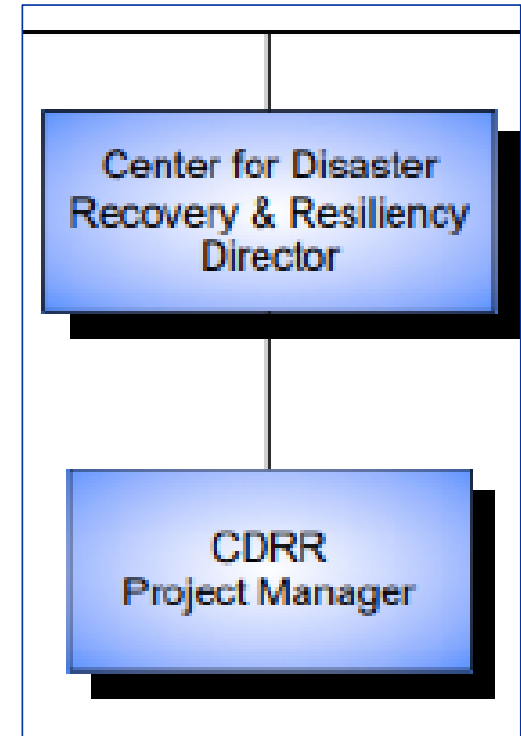 Center for Disaster
Recovery & Resiliency
Director
CDRR
Project Manager